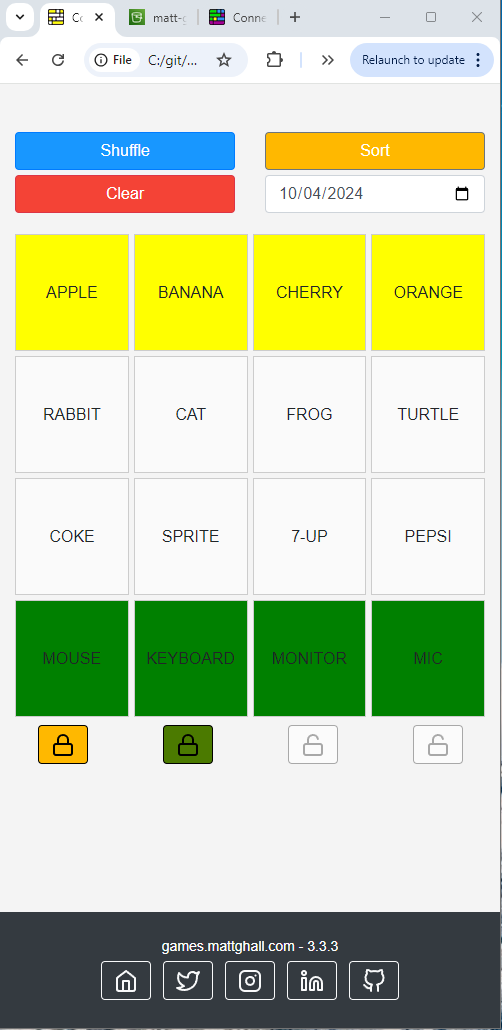 Cc
matt-g
Conne
File
C:/git/...
Relaunch to update
Shuffle
Sort
Clear
10/04/2024
APPLE BANANA CHERRY ORANGE
RABBIT CAT FROG TURTLE
COKE SPRITE 7-UP PEPSI
MOUSE KEYBOARD MONITOR MIC
games.mattghall.com - 3.3.3